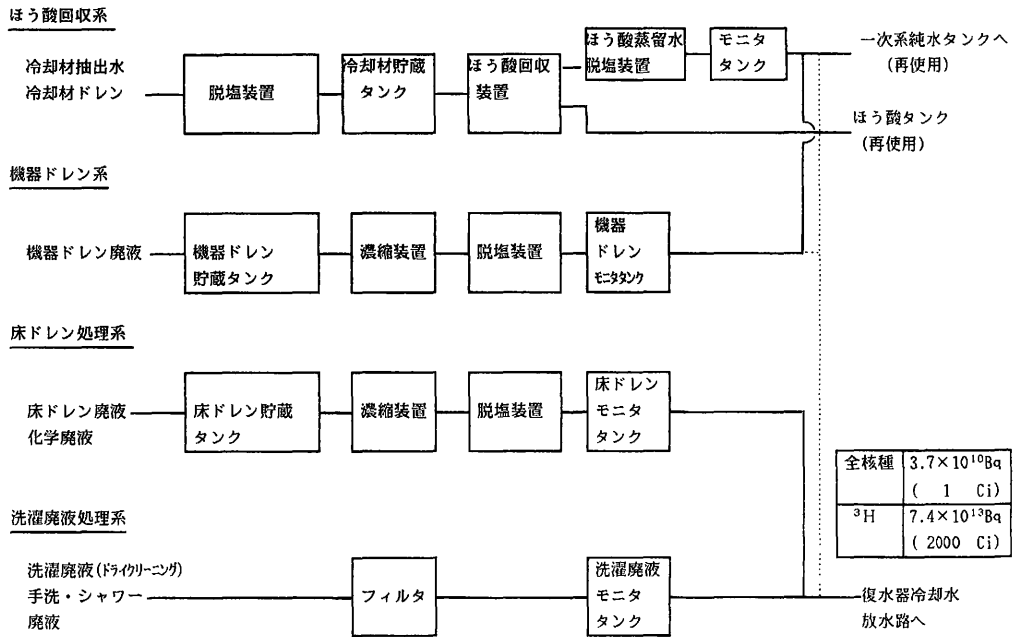 ほう酸回収系
冷却材抽出水
冷却材ドレン
脱塩装置
冷却材貯蔵
タンク
ほう酸回収
装置
ほう酸蒸留水
脱塩装置
モニタ
タンク
一次系純水タンクへ
(再使用)
ほう酸タンク
(再使用)
機器ドレン系
機器ドレン廃液
機器ドレン
貯蔵タンク
濃縮装置
脱塩装置
機器
ドレン
モニタタンク
床ドレン処理系
床ドレン廃液
化学廃液
床ドレン貯蔵
タンク
濃縮装置
脱塩装置
床ドレン
モニタ
タンク
全核種 3.7×10¹⁰Bq
( 1 Ci)
³H 7.4×10¹³Bq
( 2000 Ci)
洗濯廃液処理系
洗濯廃液(ドライクリーニング)
手洗・シャワー
廃液
フィルタ
洗濯廃液
モニタ
タンク
復水器冷却水
放水路へ